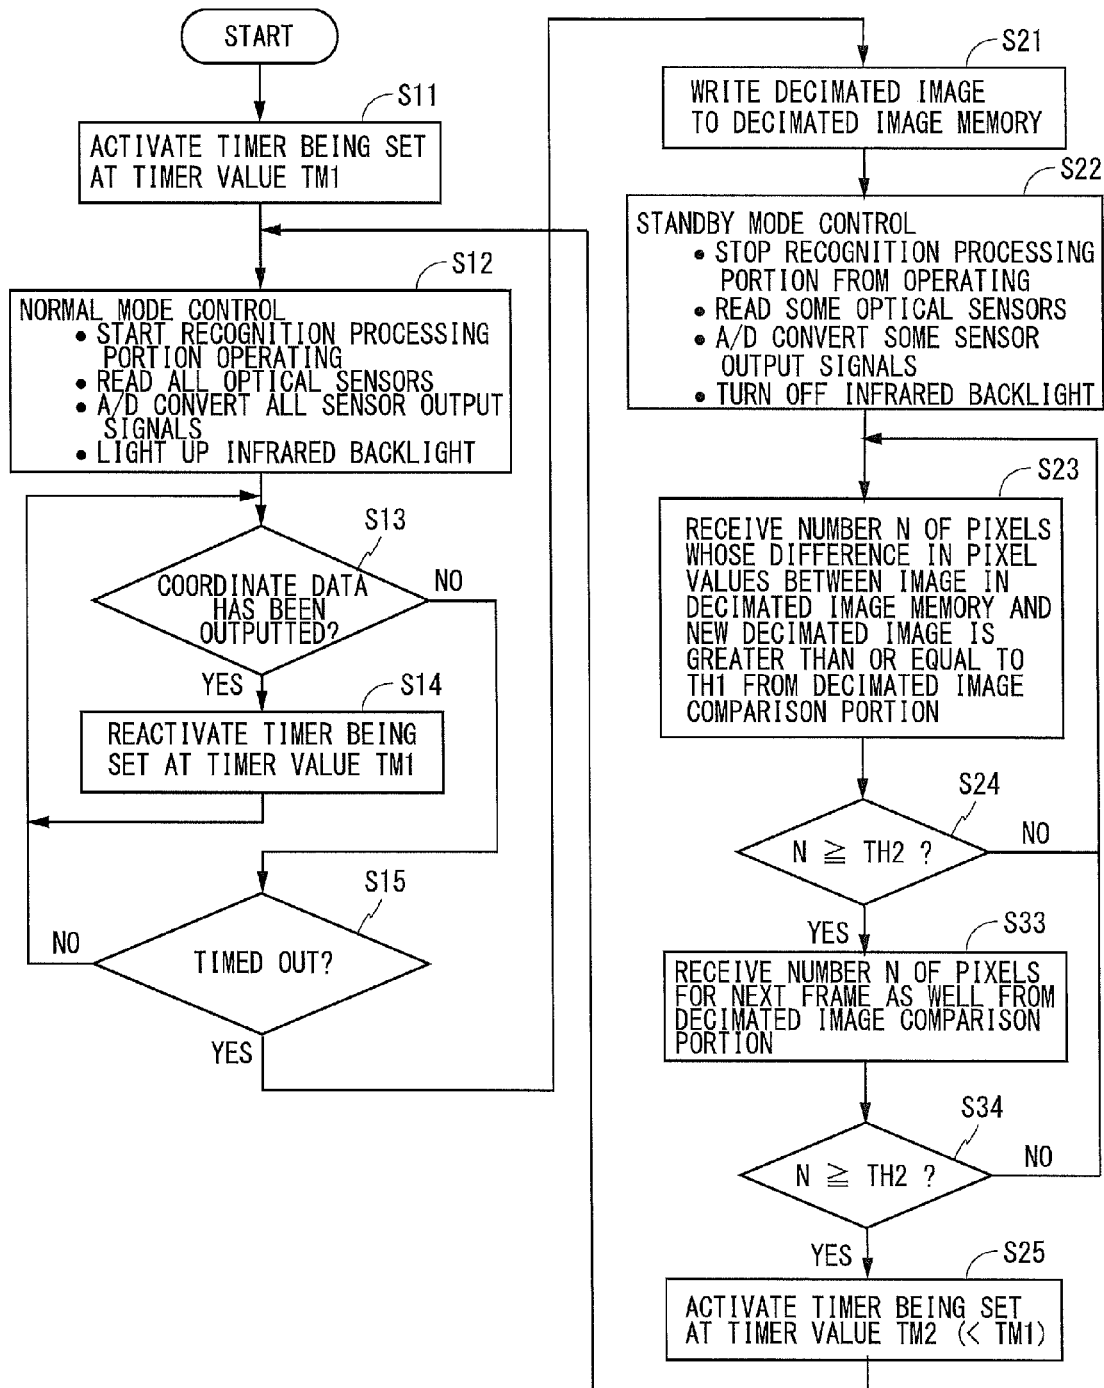 START
S11
ACTIVATE TIMER BEING SET
AT TIMER VALUE TM1
S12
NORMAL MODE CONTROL
• START RECOGNITION PROCESSING
PORTION OPERATING
• READ ALL OPTICAL SENSORS
• A/D CONVERT ALL SENSOR OUTPUT
SIGNALS
• LIGHT UP INFRARED BACKLIGHT
S13
COORDINATE DATA
HAS BEEN
OUTPUTTED?
NO
YES
S14
REACTIVATE TIMER BEING
SET AT TIMER VALUE TM1
S15
TIMED OUT?
NO
YES
S21
WRITE DECIMATED IMAGE
TO DECIMATED IMAGE MEMORY
S22
STANDBY MODE CONTROL
• STOP RECOGNITION PROCESSING
PORTION FROM OPERATING
• READ SOME OPTICAL SENSORS
• A/D CONVERT SOME SENSOR
OUTPUT SIGNALS
• TURN OFF INFRARED BACKLIGHT
S23
RECEIVE NUMBER N OF PIXELS
WHOSE DIFFERENCE IN PIXEL
VALUES BETWEEN IMAGE IN
DECIMATED IMAGE MEMORY AND
NEW DECIMATED IMAGE IS
GREATER THAN OR EQUAL TO
TH1 FROM DECIMATED IMAGE
COMPARISON PORTION
S24
N ≧ TH2 ?
NO
YES
S33
RECEIVE NUMBER N OF PIXELS
FOR NEXT FRAME AS WELL FROM
DECIMATED IMAGE COMPARISON
PORTION
S34
N ≧ TH2 ?
NO
YES
S25
ACTIVATE TIMER BEING SET
AT TIMER VALUE TM2 (< TM1)